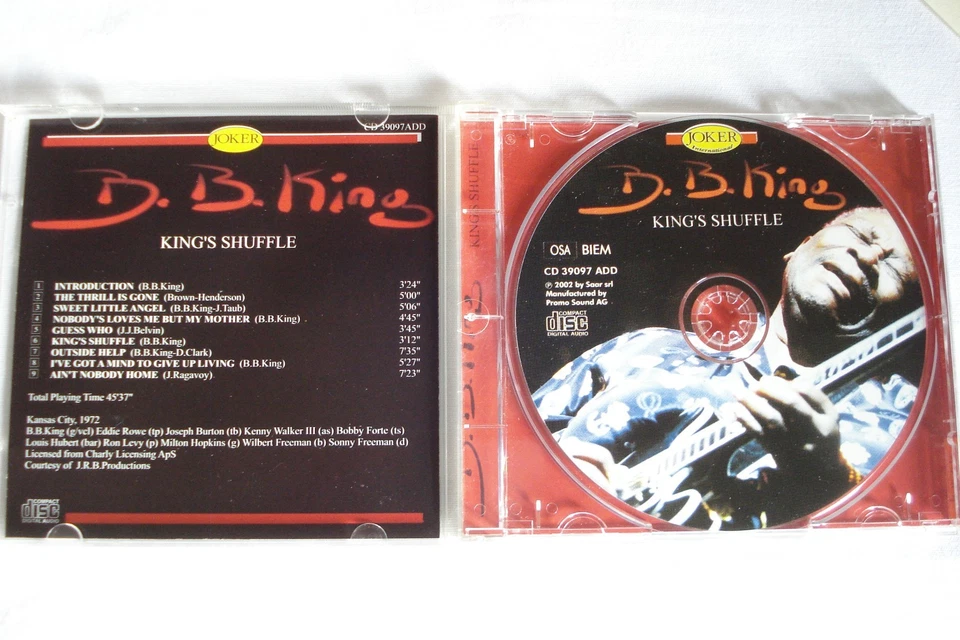 CD 39097ADD
JOKER
B.B.King
KING'S SHUFFLE
1 INTRODUCTION (B.B.King) 3'24"
2 THE THRILL IS GONE (Brown-Henderson) 5'00"
3 SWEET LITTLE ANGEL (B.B.King-J.Taub) 5'06"
4 NOBODY'S LOVES ME BUT MY MOTHER (B.B.King) 4'45"
5 GUESS WHO (J.J.Belvin) 3'45"
6 KING'S SHUFFLE (B.B.King) 3'12"
7 OUTSIDE HELP (B.B.King-D.Clark) 7'35"
8 I'VE GOT A MIND TO GIVE UP LIVING (B.B.King) 5'27"
9 AIN'T NOBODY HOME (J.Ragavoy) 7'23"
Total Playing Time 45'37"
Kansas City, 1972
B.B.King (g/vcl) Eddie Rowe (tp) Joseph Burton (tb) Kenny Walker III (as) Bobby Forte (ts)
Louis Hubert (bar) Ron Levy (p) Milton Hopkins (g) Wilbert Freeman (b) Sonny Freeman (d)
Licensed from Charly Licensing ApS
Courtesy of J.R.B.Productions
COMPACT
disc
DIGITAL AUDIO
KING'S SHUFFLE
B.B.King
JOKER
International
B.B.King
KING'S SHUFFLE
OSA BIEM
CD 39097 ADD
℗ 2002 by Saar srl
Manufactured by
Promo Sound AG
COMPACT
disc
DIGITAL AUDIO